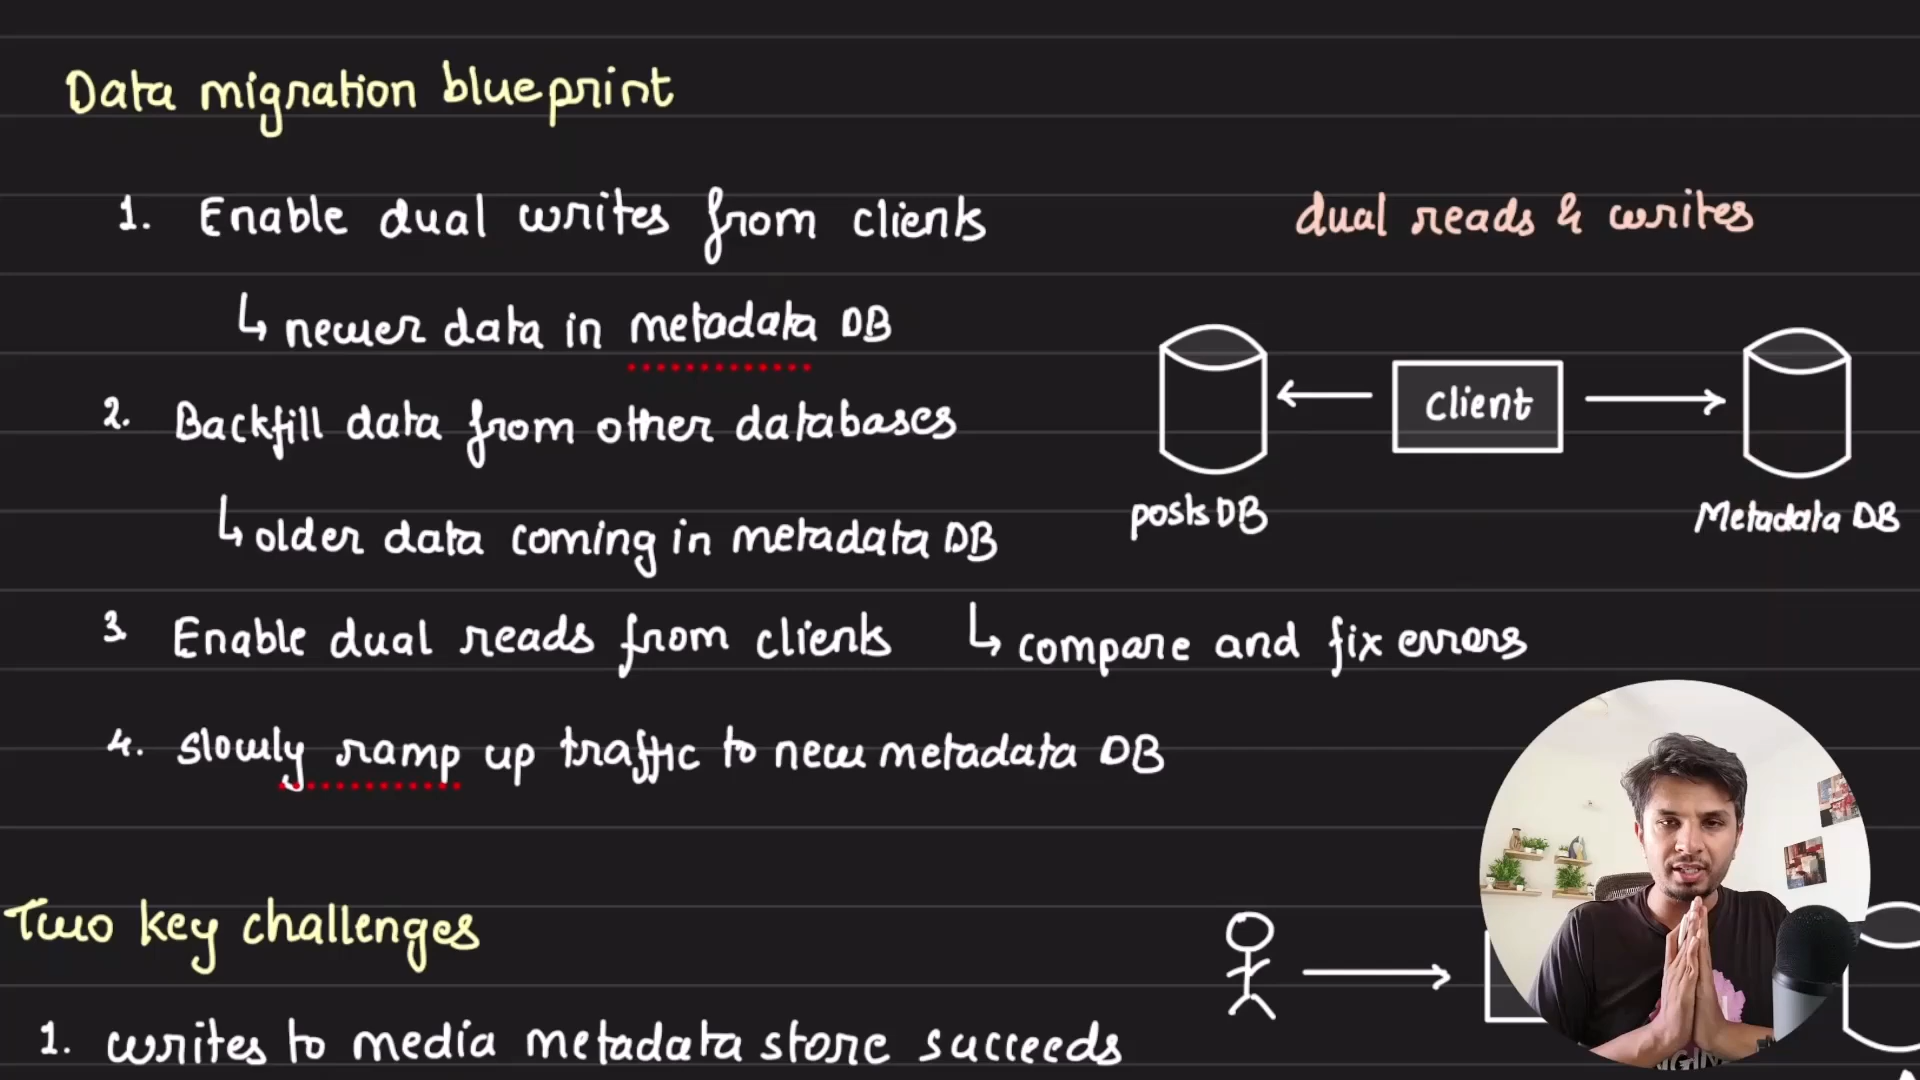 Data migration blueprint
1. Enable dual writes from clients
↳ newer data in metadata DB
2. Backfill data from other databases
↳ older data coming in metadata DB
3 Enable dual reads from clients ↳ compare and fix errors
4. slowly ramp up traffic to new metadata DB
dual reads & writes
client
posts DB
Metadata DB
Two key challenges
1. writes to media metadata store succeeds